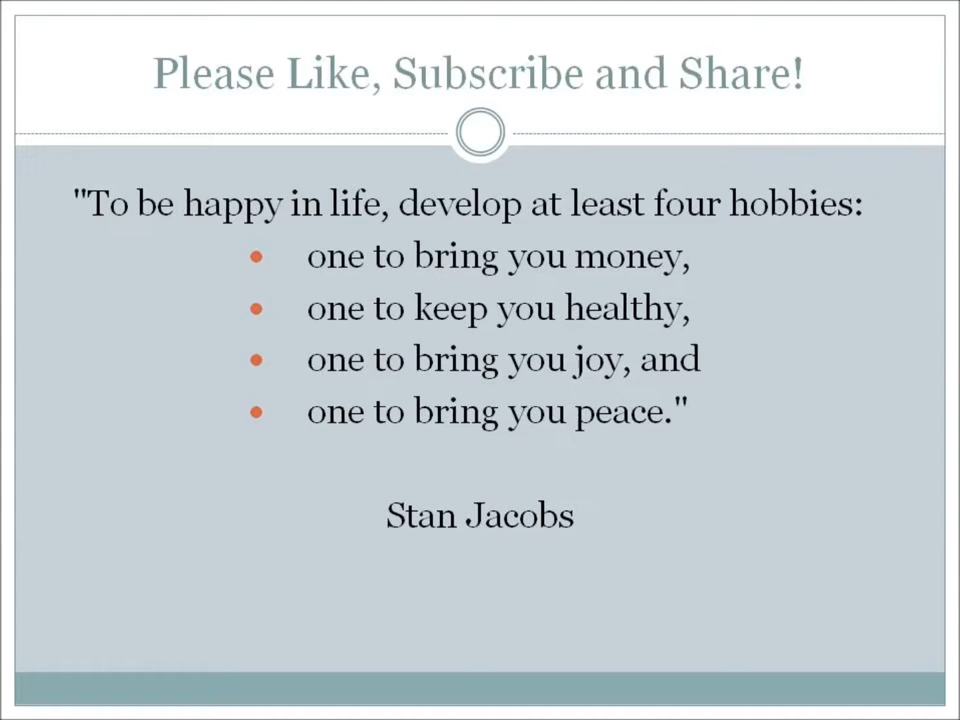 Please Like, Subscribe and Share!
"To be happy in life, develop at least four hobbies:
• one to bring you money,
• one to keep you healthy,
• one to bring you joy, and
• one to bring you peace."
Stan Jacobs